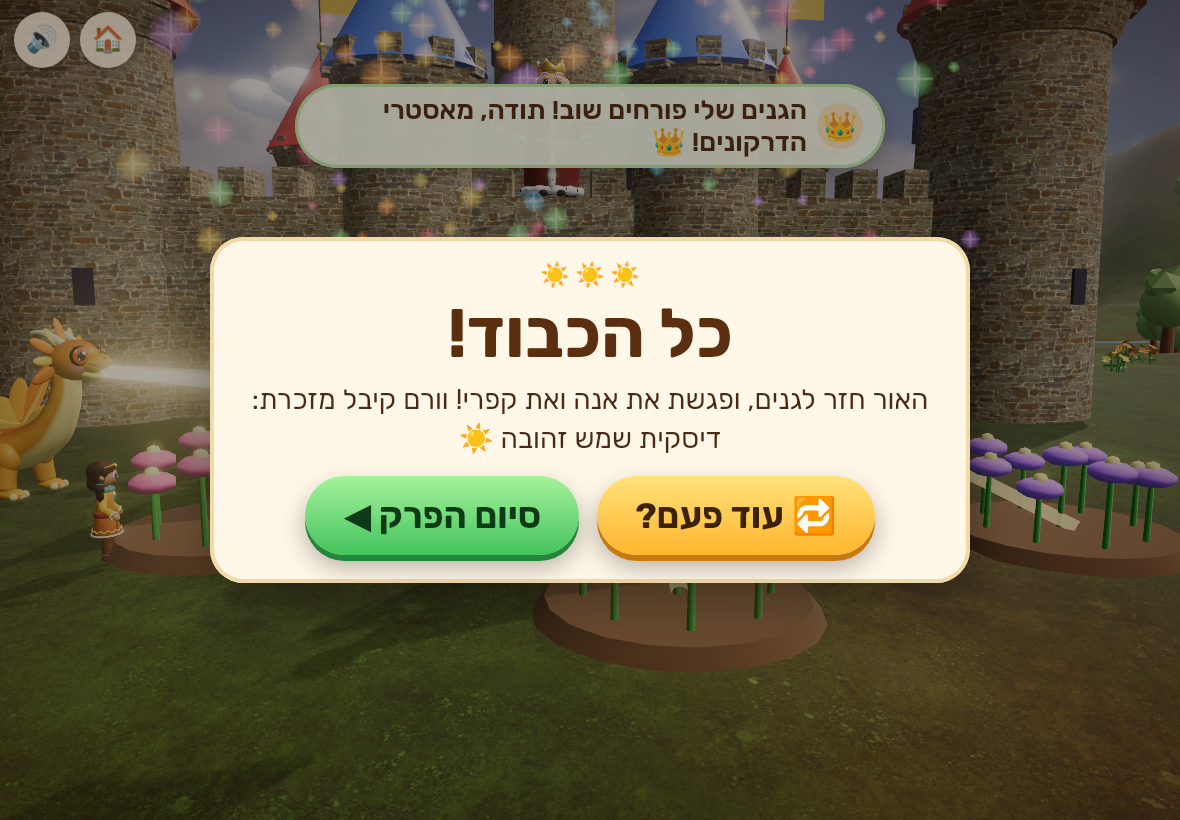 הגנים שלי פורחים שוב! תודה, מאסטרי
הדרקונים! 👑
כל הכבוד!
האור חזר לגנים, ופגשת את אנה ואת קפרי! וורם קיבל מזכרת:
דיסקית שמש זהובה ☀️
🔁 עוד פעם?
סיום הפרק ◀